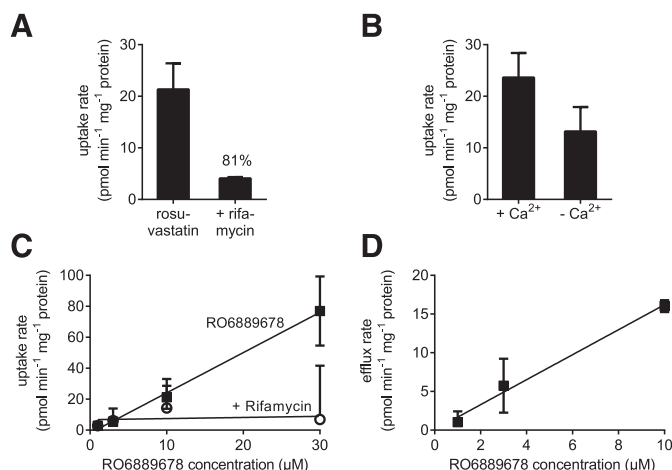 A
B
30
20
10
0
uptake rate
(pmol min⁻¹ mg⁻¹ protein)
81%
rosu-
vastatin
+ rifa-
mycin
30
20
10
0
uptake rate
(pmol min⁻¹ mg⁻¹ protein)
+ Ca²⁺
- Ca²⁺
C
D
100
80
60
40
20
0
uptake rate
(pmol min⁻¹ mg⁻¹ protein)
RO6889678
+ Rifamycin
0
10
20
30
RO6889678 concentration (µM)
20
15
10
5
0
efflux rate
(pmol min⁻¹ mg⁻¹ protein)
0
2
4
6
8
10
RO6889678 concentration (µM)